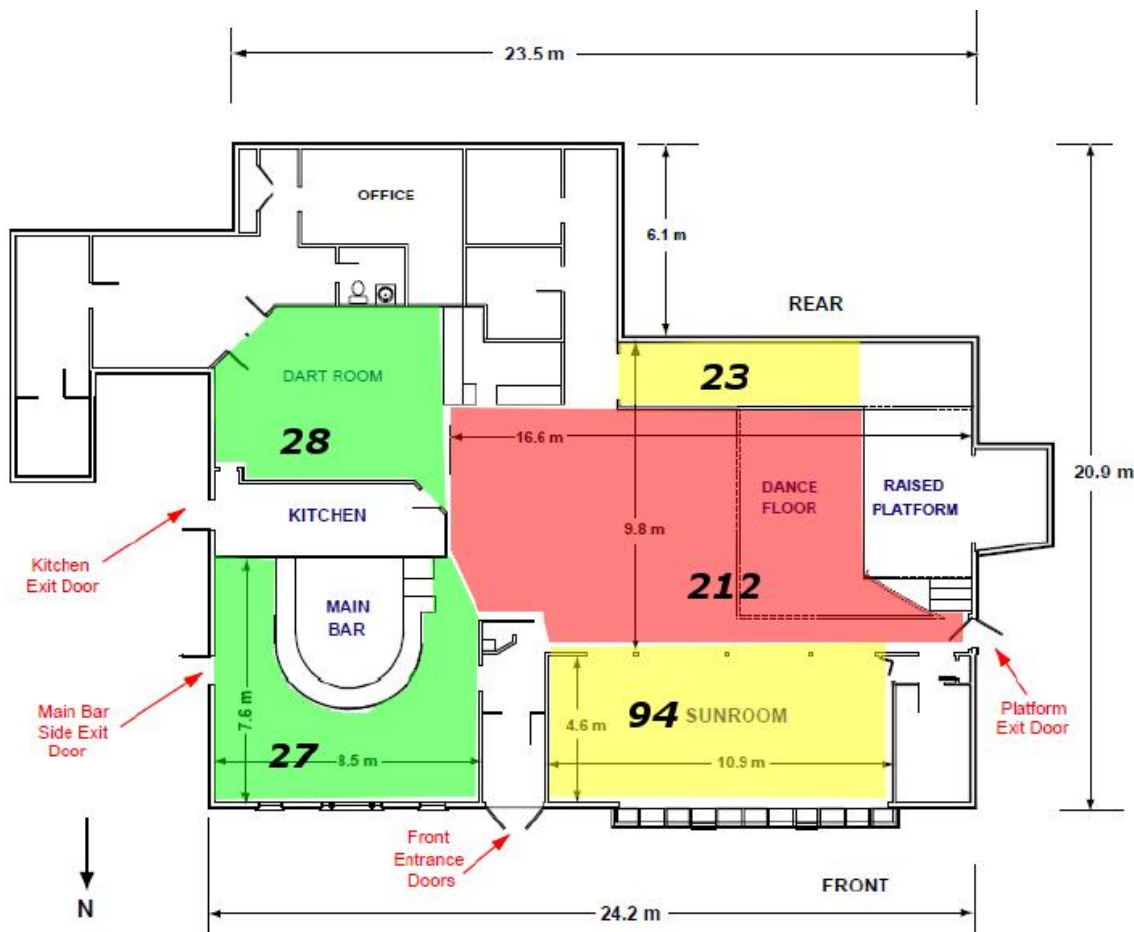 23.5 m
OFFICE
6.1 m
REAR
23
DART ROOM
28
16.6 m
20.9 m
DANCE
FLOOR
RAISED
PLATFORM
KITCHEN
9.8 m
Kitchen
Exit Door
212
MAIN
BAR
Main Bar
Side Exit
Door
7.6 m
4.6 m
94
SUNROOM
Platform
Exit Door
27
8.5 m
10.9 m
Front
Entrance
Doors
N
FRONT
24.2 m